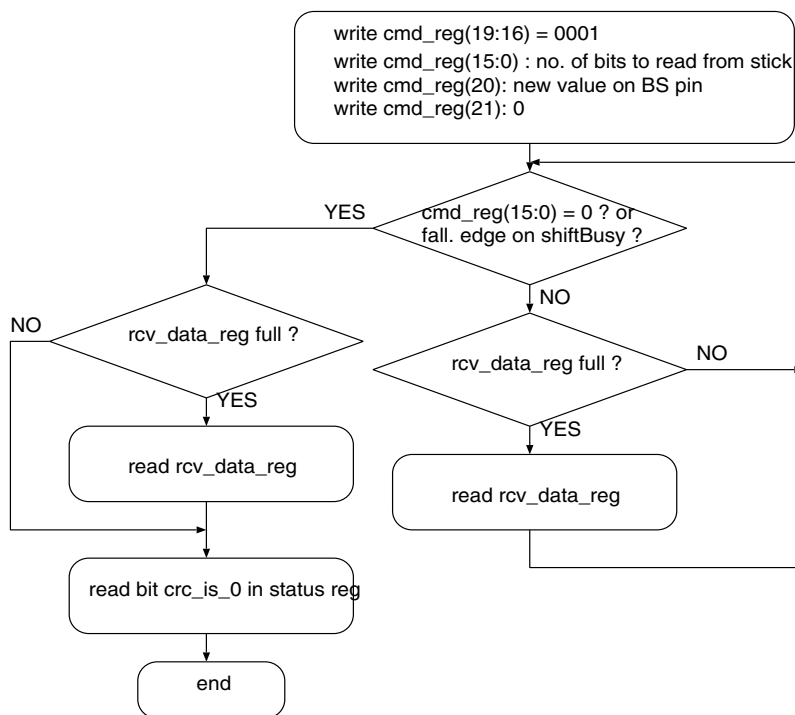 write cmd_reg(19:16) = 0001
write cmd_reg(15:0) : no. of bits to read from stick
write cmd_reg(20): new value on BS pin
write cmd_reg(21): 0
YES
cmd_reg(15:0) = 0 ? or
fall. edge on shiftBusy ?
NO
NO
rcv_data_reg full ?
rcv_data_reg full ?
NO
YES
YES
read rcv_data_reg
read rcv_data_reg
read bit crc_is_0 in status reg
end